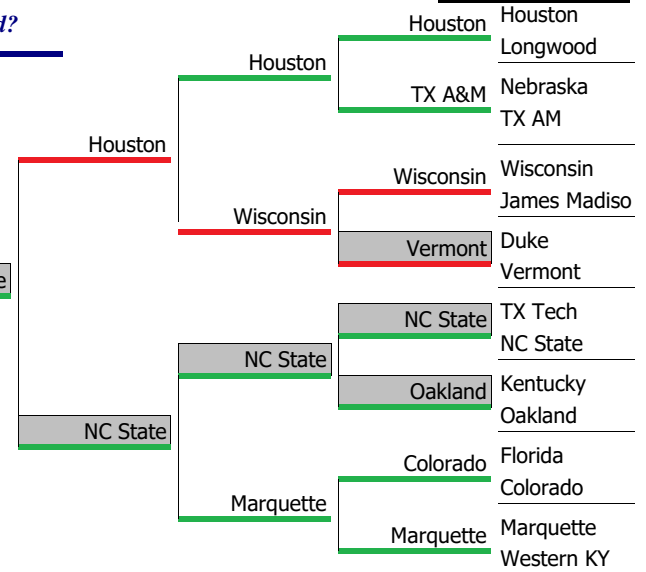 d?
Houston
Houston
Longwood
Houston
TX A&M
Nebraska
TX AM
Houston
Wisconsin
Wisconsin
James Madiso
Wisconsin
Vermont
Duke
Vermont
e
NC State
TX Tech
NC State
NC State
Oakland
Kentucky
Oakland
NC State
Colorado
Florida
Colorado
Marquette
Marquette
Marquette
Western KY